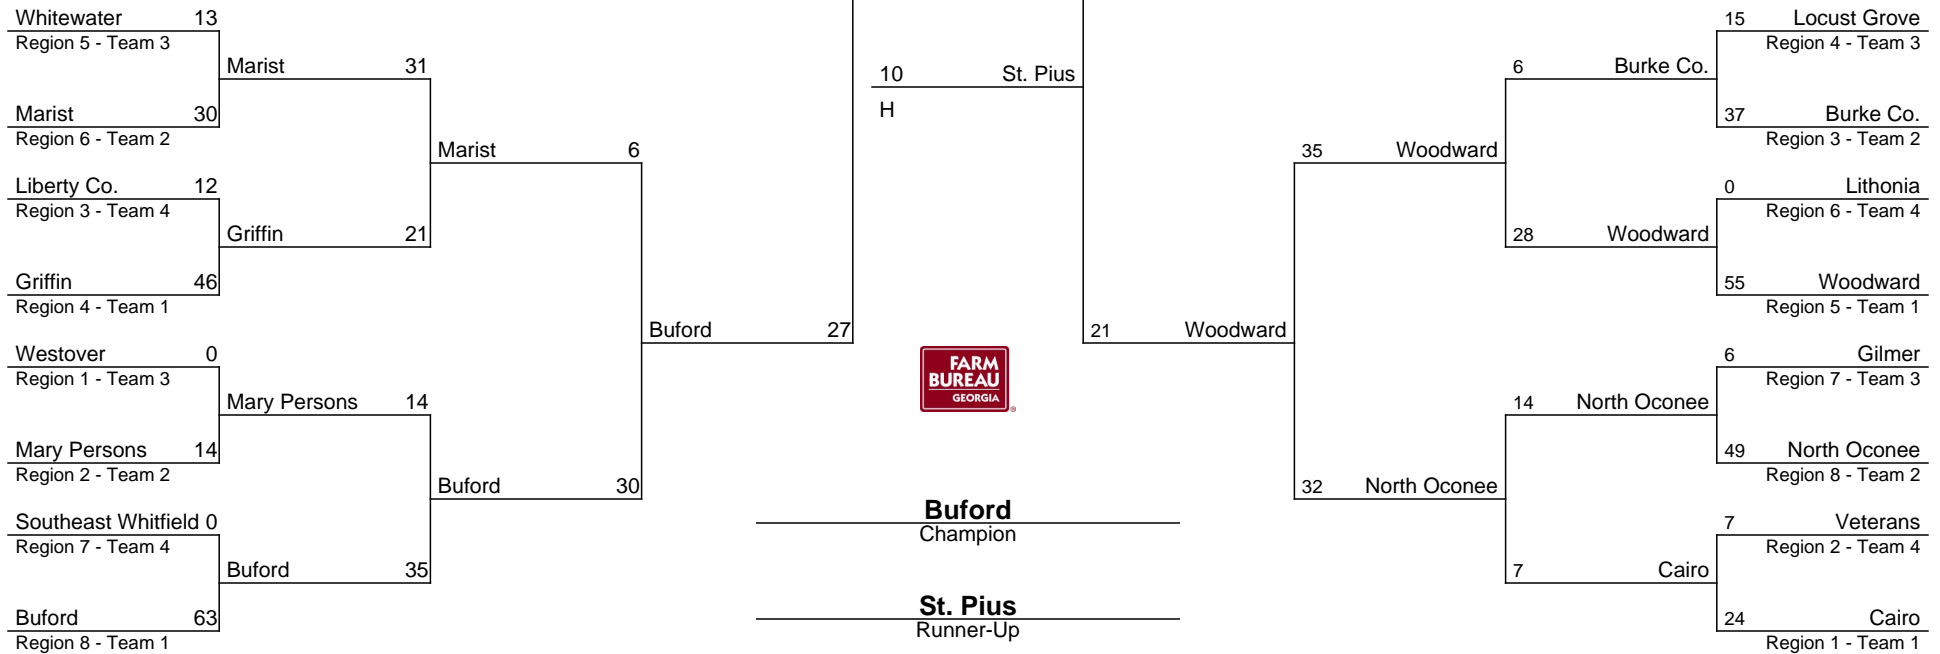 Whitewater 13
Region 5 - Team 3
Marist 31
Marist 30
Region 6 - Team 2
Marist 6
Liberty Co. 12
Region 3 - Team 4
Griffin 21
Griffin 46
Region 4 - Team 1
Buford 27
Westover 0
Region 1 - Team 3
Mary Persons 14
Mary Persons 14
Region 2 - Team 2
Buford 30
Southeast Whitfield 0
Region 7 - Team 4
Buford 35
Buford 63
Region 8 - Team 1
10 St. Pius
H
FARM
BUREAU
GEORGIA
®
Buford
Champion
St. Pius
Runner-Up
15 Locust Grove
Region 4 - Team 3
6 Burke Co.
37 Burke Co.
Region 3 - Team 2
35 Woodward
0 Lithonia
Region 6 - Team 4
28 Woodward
55 Woodward
Region 5 - Team 1
21 Woodward
6 Gilmer
Region 7 - Team 3
14 North Oconee
49 North Oconee
Region 8 - Team 2
32 North Oconee
7 Veterans
Region 2 - Team 4
7 Cairo
24 Cairo
Region 1 - Team 1